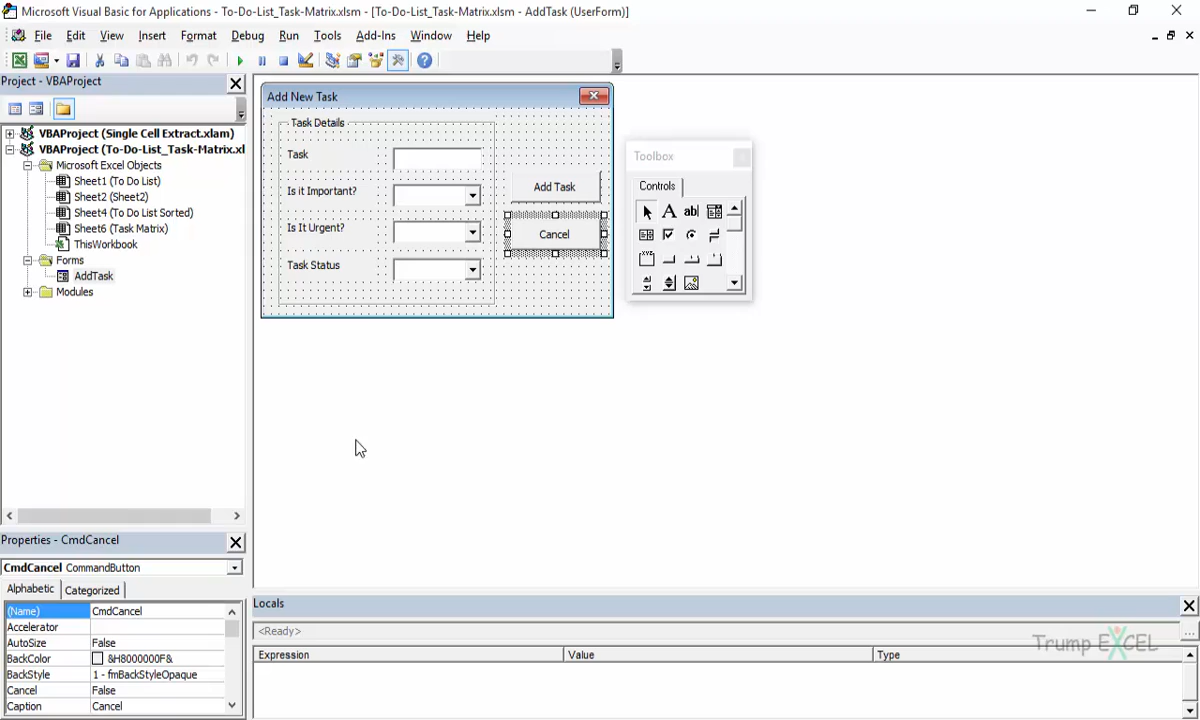 Microsoft Visual Basic for Applications - To-Do-List_Task-Matrix.xlsm - [To-Do-List_Task-Matrix.xlsm - AddTask (UserForm)]
File Edit View Insert Format Debug Run Tools Add-Ins Window Help
Project - VBAProject
VBAProject (Single Cell Extract.xlam)
VBAProject (To-Do-List_Task-Matrix.xl
Microsoft Excel Objects
Sheet1 (To Do List)
Sheet2 (Sheet2)
Sheet4 (To Do List Sorted)
Sheet6 (Task Matrix)
ThisWorkbook
Forms
AddTask
Modules
Add New Task
Task Details
Task
Is it Important?
Is It Urgent?
Task Status
Add Task
Cancel
Toolbox
Controls
A ab|
XYZ
Properties - CmdCancel
CmdCancel CommandButton
Alphabetic Categorized
(Name) CmdCancel
Accelerator
AutoSize False
BackColor &H8000000F&
BackStyle 1 - fmBackStyleOpaque
Cancel False
Caption Cancel
Locals
<Ready>
...
Expression Value Type
Trump EXCEL